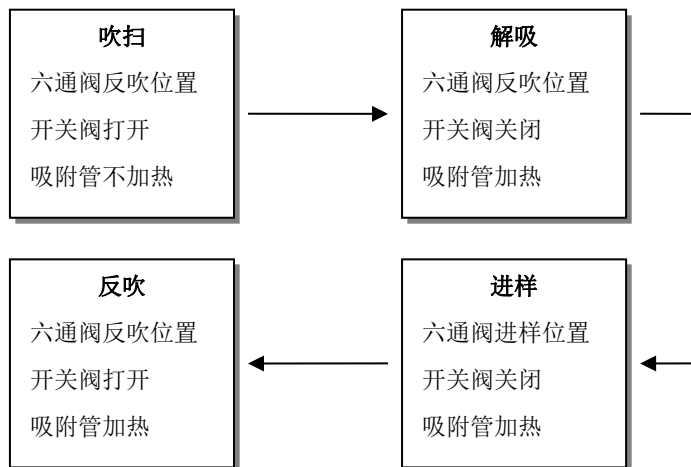 吹扫
六通阀反吹位置
开关阀打开
吸附管不加热
解吸
六通阀反吹位置
开关阀关闭
吸附管加热
进样
六通阀进样位置
开关阀关闭
吸附管加热
反吹
六通阀反吹位置
开关阀打开
吸附管加热